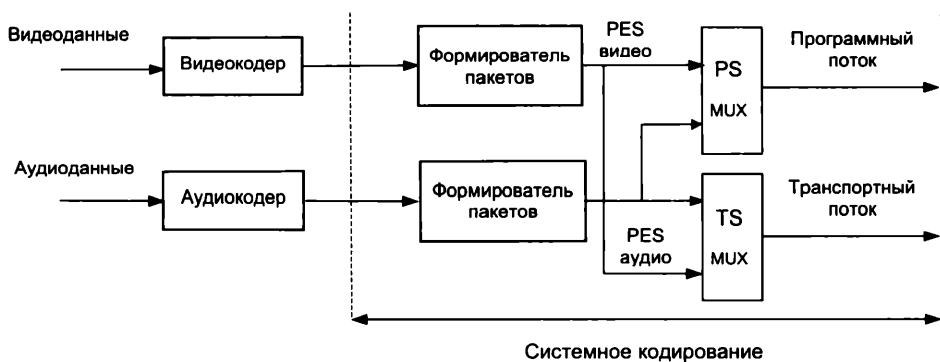 Видеоданные
Видеокодер
Формирователь
пакетов
PES
видео
PS
MUX
Программный
поток
Аудиоданные
Аудиокодер
Формирователь
пакетов
PES
аудио
TS
MUX
Транспортный
поток
Системное кодирование